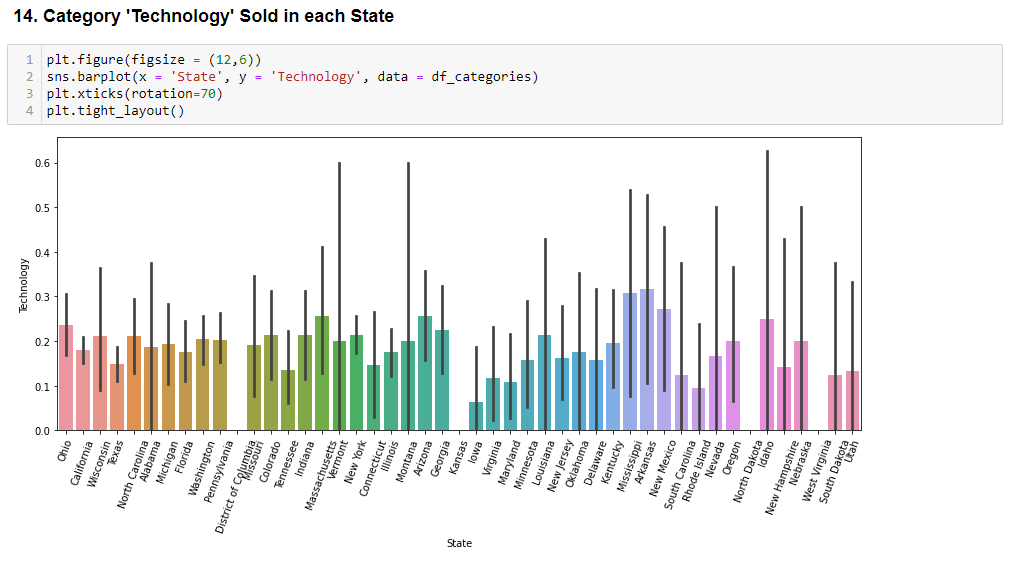 14. Category 'Technology' Sold in each State
1 plt.figure(figsize = (12,6))
2 sns.barplot(x = 'State', y = 'Technology', data = df_categories)
3 plt.xticks(rotation=70)
4 plt.tight_layout()
0.6
0.5
0.4
0.3
0.2
0.1
0.0
Technology
Ohio
California
Wisconsin
Texas
North Carolina
Alabama
Michigan
Florida
Washington
Pennsylvania
District of Columbia
Missouri
Colorado
Tennessee
Indiana
Massachusetts
Vermont
New York
Connecticut
Illinois
Montana
Arizona
Georgia
Kansas
Iowa
Virginia
Maryland
Minnesota
Louisiana
New Jersey
Oklahoma
Delaware
Kentucky
Mississippi
Arkansas
New Mexico
South Carolina
Rhode Island
Nevada
Oregon
North Dakota
Idaho
New Hampshire
Nebraska
West Virginia
South Dakota
Utah
State